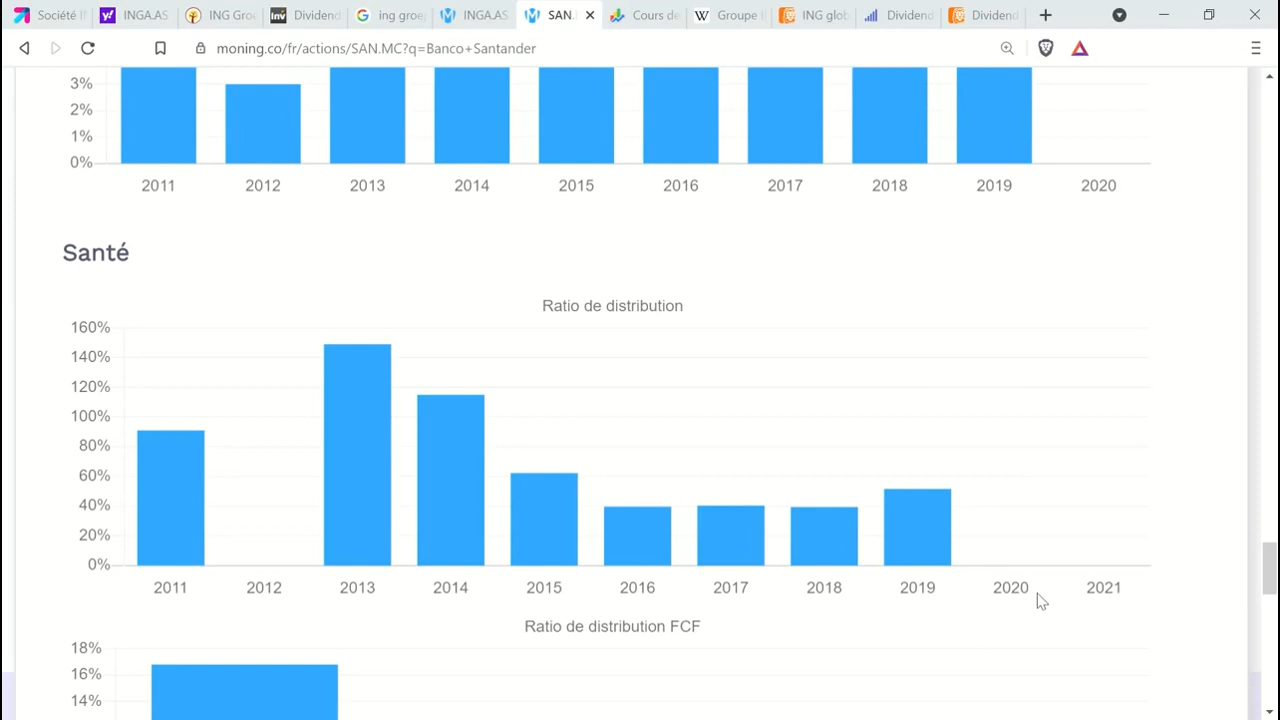 Société I
INGA.AS
ING Groe
Dividend
ing groe
INGA.AS
SAN.
Cours de
Groupe I
ING glob
Dividend
Dividend
moning.co/fr/actions/SAN.MC?q=Banco+Santander
3%
2%
1%
0%
2011 2012 2013 2014 2015 2016 2017 2018 2019 2020
Santé
Ratio de distribution
160%
140%
120%
100%
80%
60%
40%
20%
0%
2011 2012 2013 2014 2015 2016 2017 2018 2019 2020 2021
Ratio de distribution FCF
18%
16%
14%